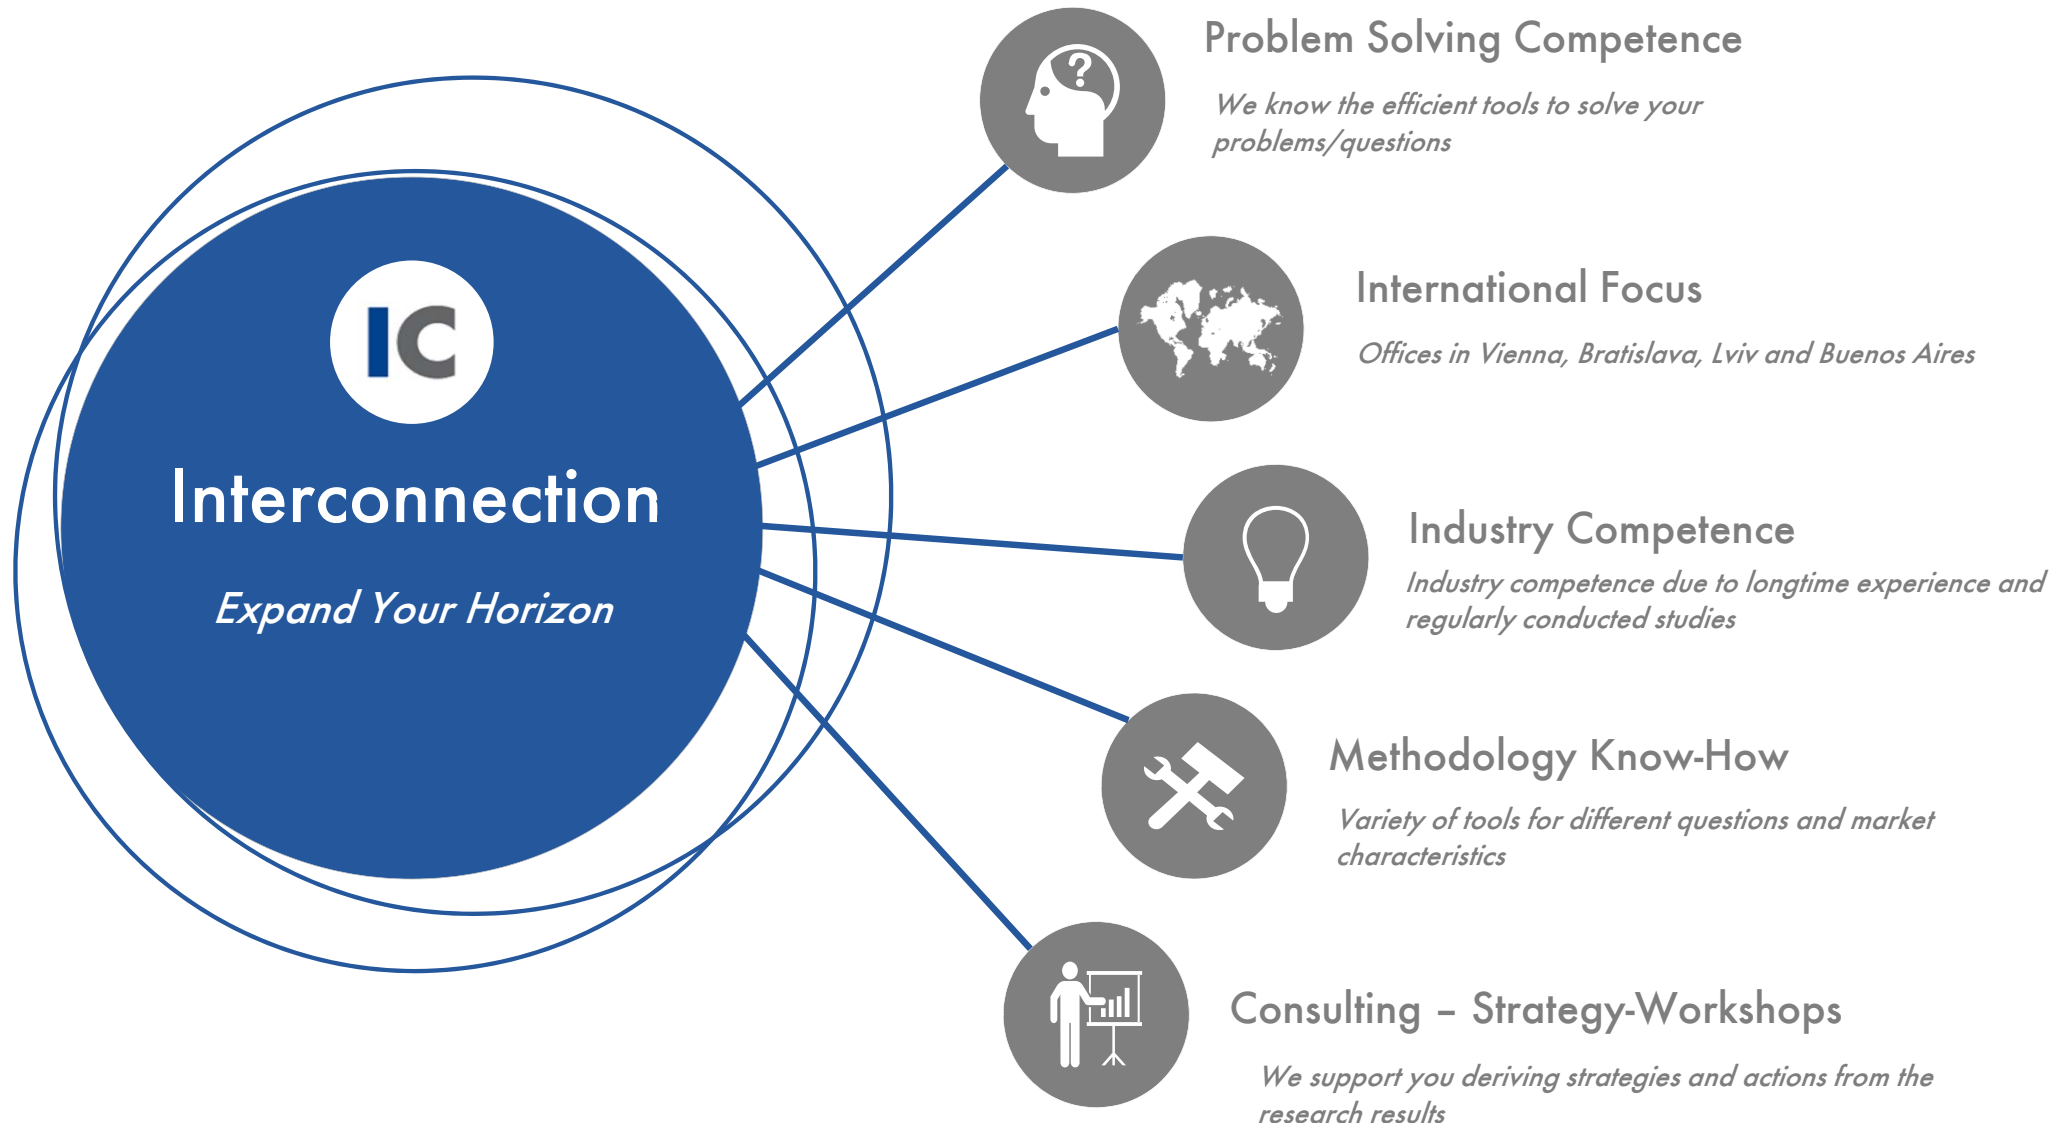 IC
Interconnection
Expand Your Horizon
Problem Solving Competence
We know the efficient tools to solve your
problems/questions
International Focus
Offices in Vienna, Bratislava, Lviv and Buenos Aires
Industry Competence
Industry competence due to longtime experience and
regularly conducted studies
Methodology Know-How
Variety of tools for different questions and market
characteristics
Consulting – Strategy-Workshops
We support you deriving strategies and actions from the
research results
?